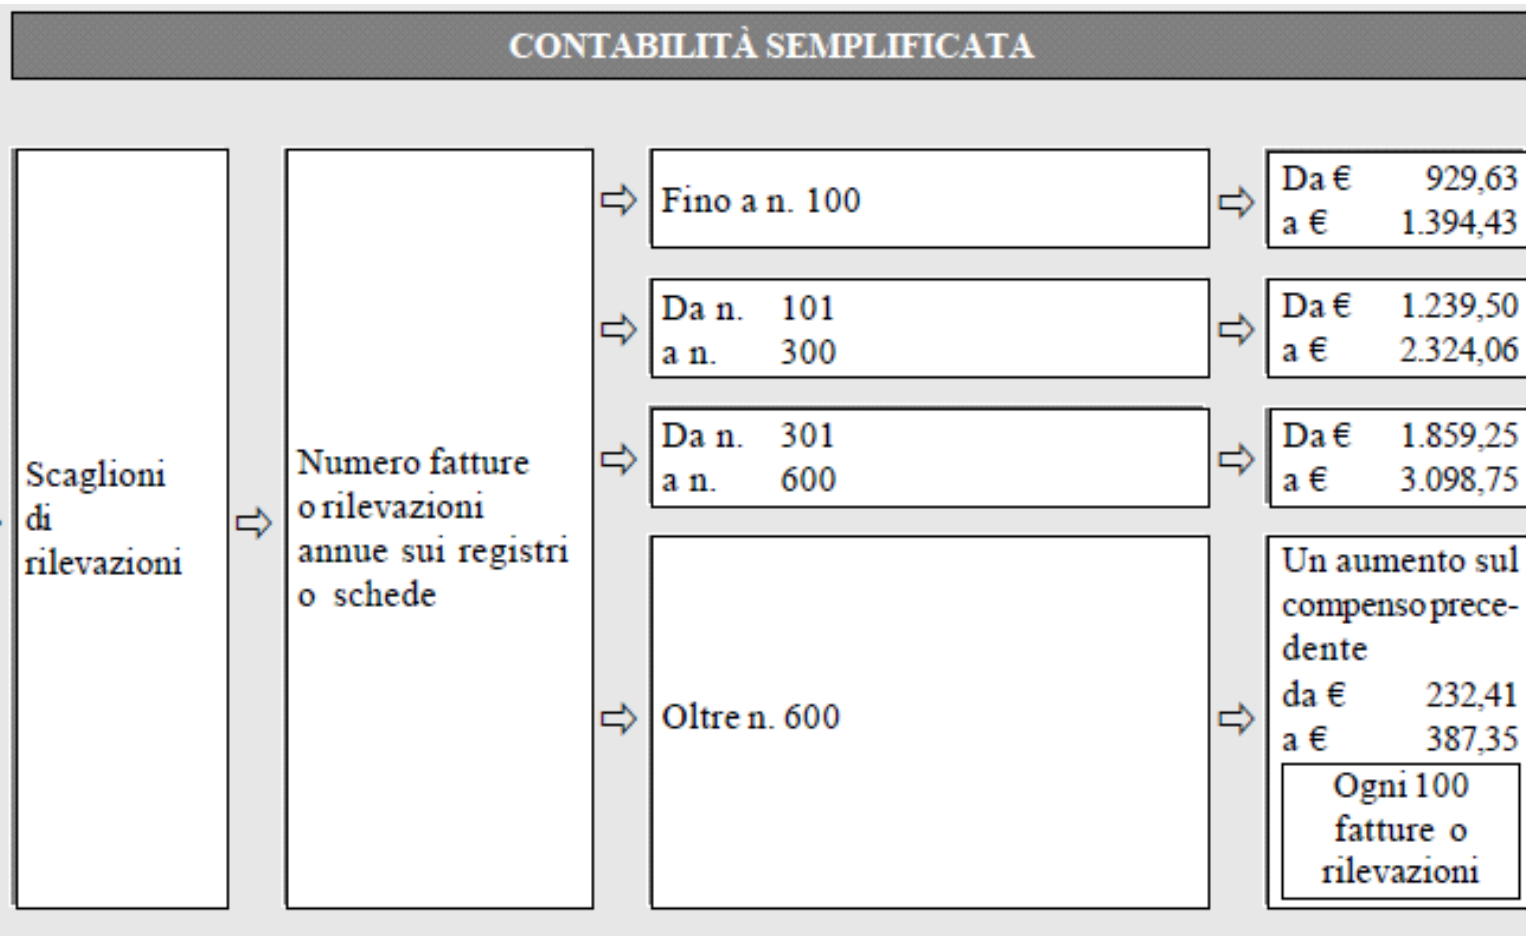 CONTABILITÀ SEMPLIFICATA
Scaglioni
di
rilevazioni
Numero fatture
o rilevazioni
annue sui registri
o schede
Fino a n. 100
Da € 929,63
a € 1.394,43
Da n. 101
a n. 300
Da € 1.239,50
a € 2.324,06
Da n. 301
a n. 600
Da € 1.859,25
a € 3.098,75
Oltre n. 600
Un aumento sul
compenso prece-
dente
da € 232,41
a € 387,35
Ogni 100
fatture o
rilevazioni